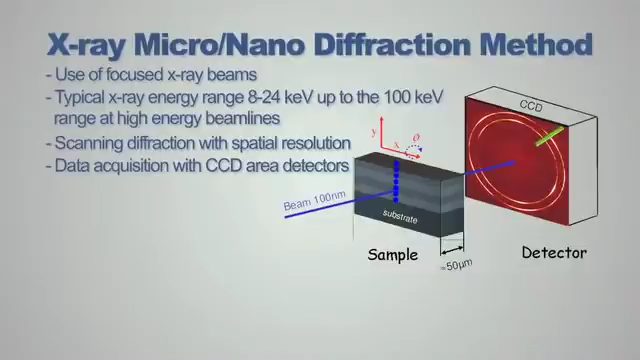 X-ray Micro/Nano Diffraction Method
- Use of focused x-ray beams
- Typical x-ray energy range 8-24 keV up to the 100 keV
range at high energy beamlines
- Scanning diffraction with spatial resolution
- Data acquisition with CCD area detectors
CCD
y
x
φ
Beam 100nm
substrate
Sample
Detector
≈50μm